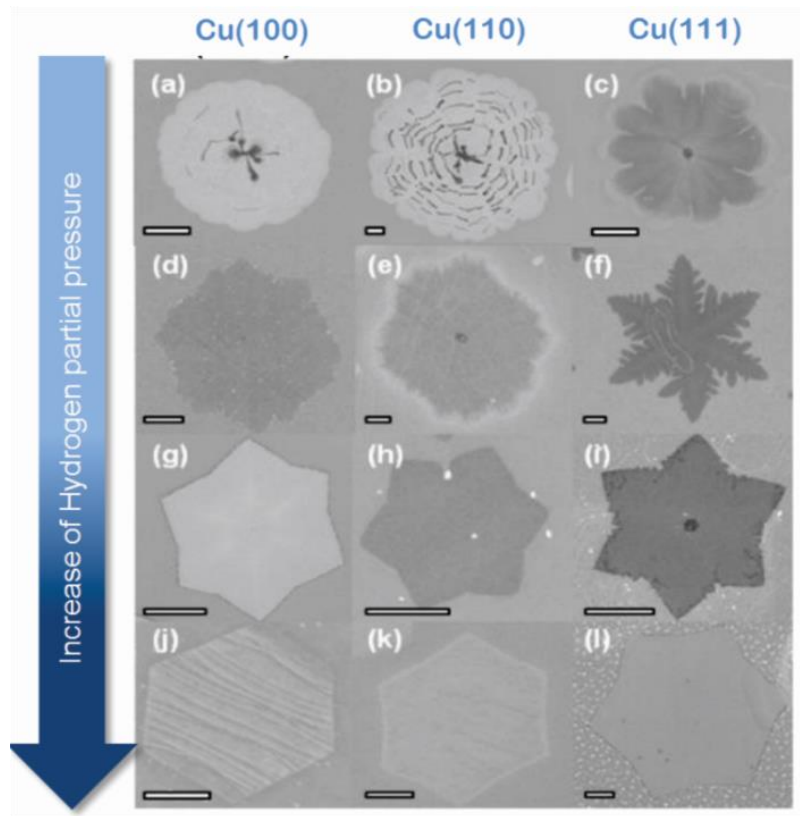 Cu(100) Cu(110) Cu(111)
Increase of Hydrogen partial pressure
(a) (b) (c)
(d) (e) (f)
(g) (h) (i)
(j) (k) (l)